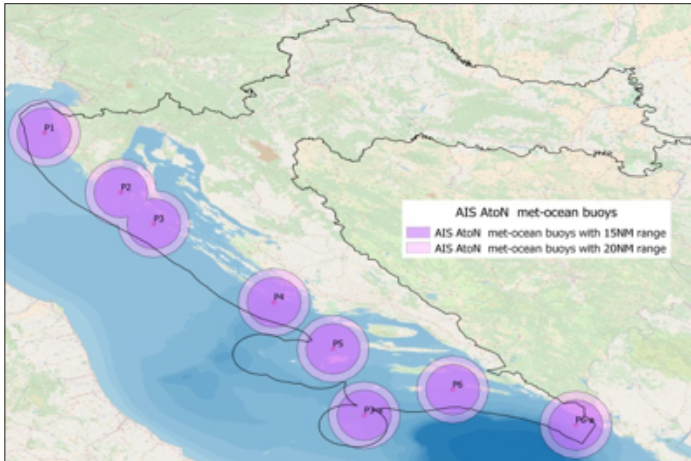 P1
P2
P3
P4
P5
P6
AIS AtoN met-ocean buoys
AIS AtoN met-ocean buoys with 15NM range
AIS AtoN met-ocean buoys with 20NM range